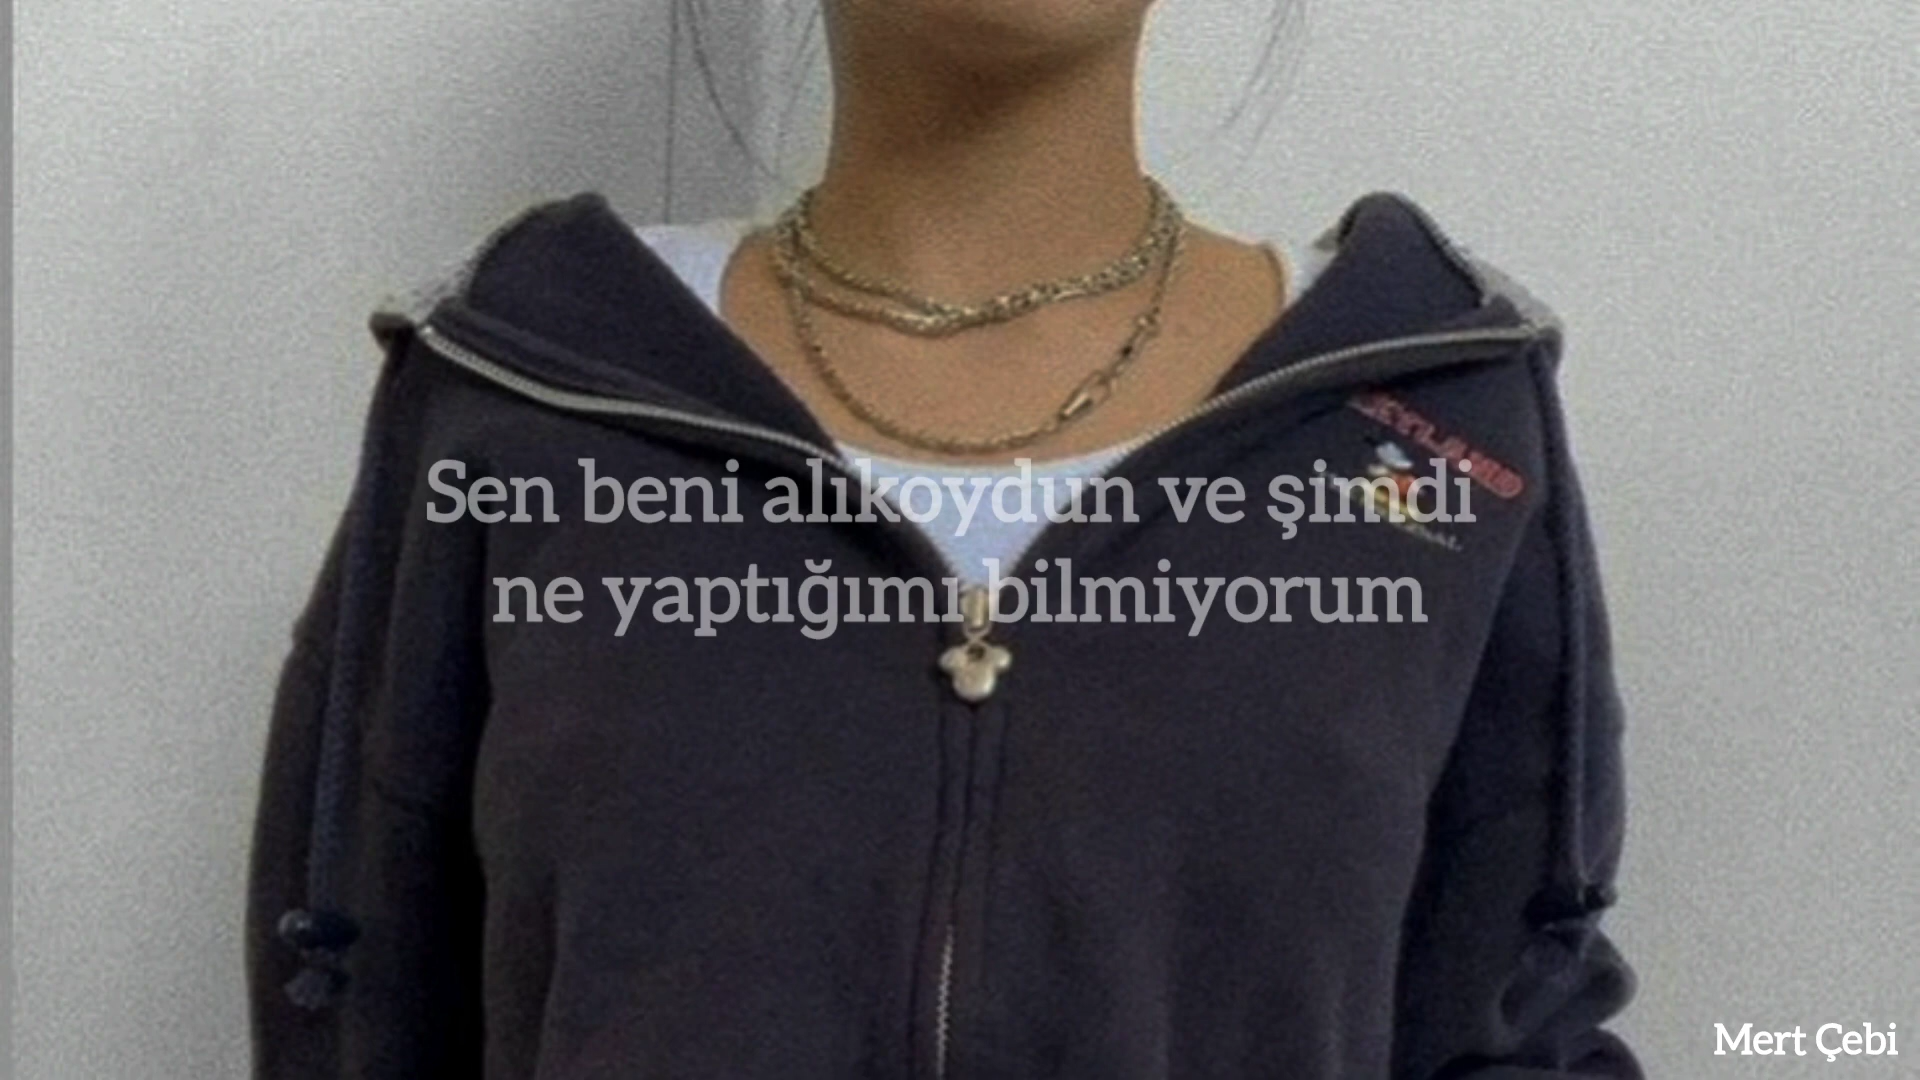 Sen beni alıkoydun ve şimdi
ne yaptığımı bilmiyorum
Mert Çebi